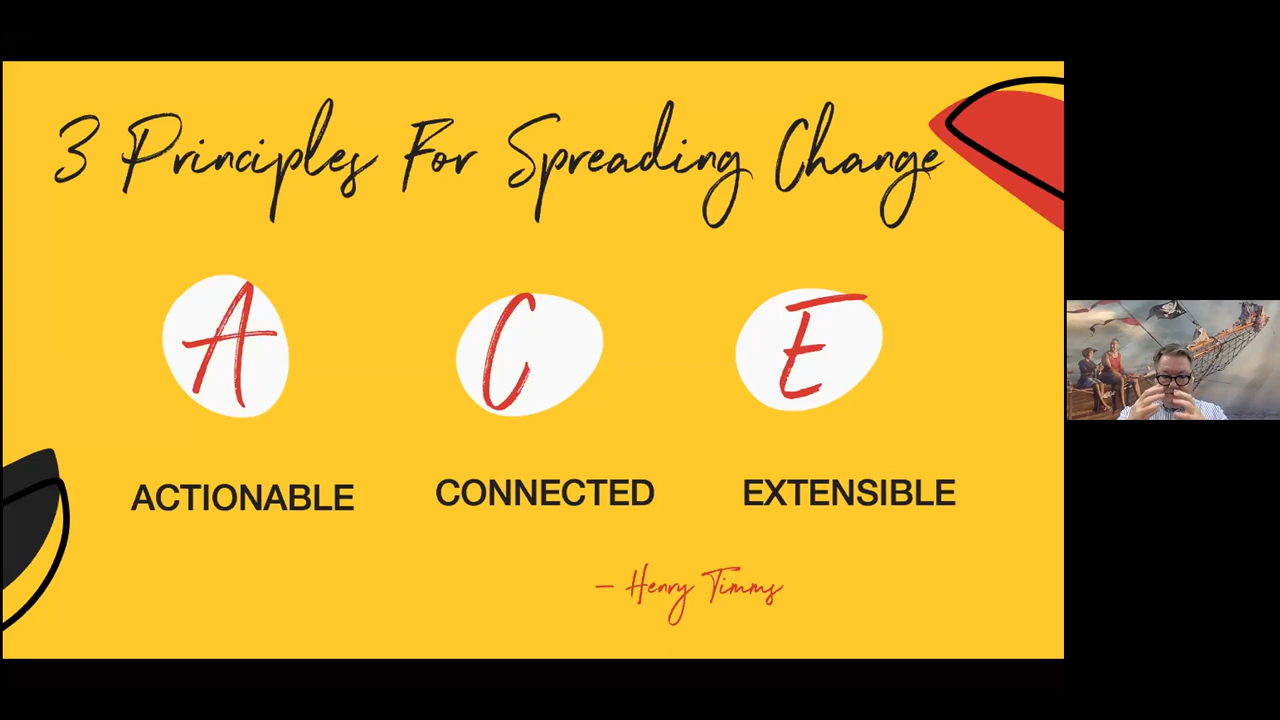 3 Principles For Spreading Change
A C E
ACTIONABLE CONNECTED EXTENSIBLE
– Henry Timms